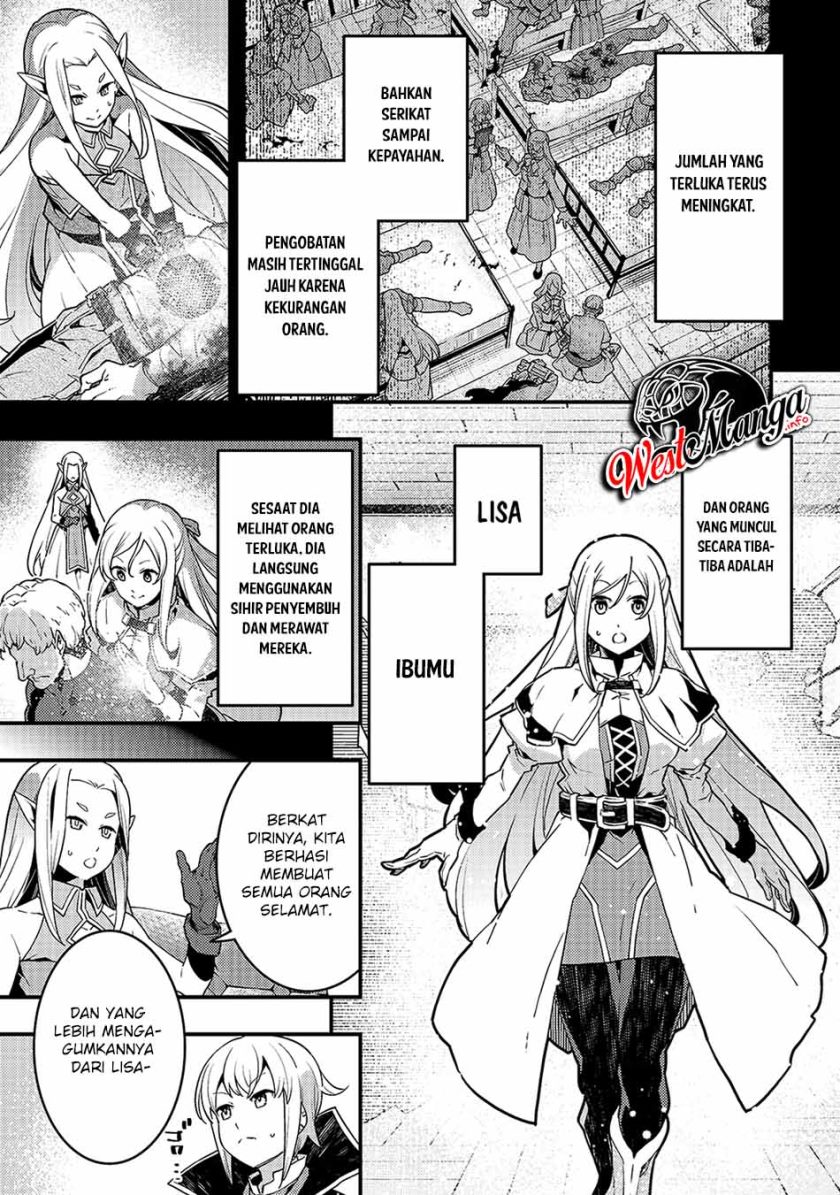 JUMLAH YANG
TERLUKA TERUS
MENINGKAT.
BAHKAN
SERIKAT
SAMPAI
KEPAYAHAN.
PENGOBATAN
MASIH TERTINGGAL
JAUH KARENA
KEKURANGAN
ORANG.
WestManga
.info
DAN ORANG
YANG MUNCUL
SECARA TIBA-
TIBA ADALAH
LISA
IBUMU
SESAAT DIA
MELIHAT ORANG
TERLUKA, DIA
LANGSUNG
MENGGUNAKAN
SIHIR PENYEMBUH
DAN MERAWAT
MEREKA.
BERKAT
DIRINYA, KITA
BERHASI
MEMBUAT
SEMUA ORANG
SELAMAT.
DAN YANG
LEBIH MENGA-
GUMKANNYA
DARI LISA-